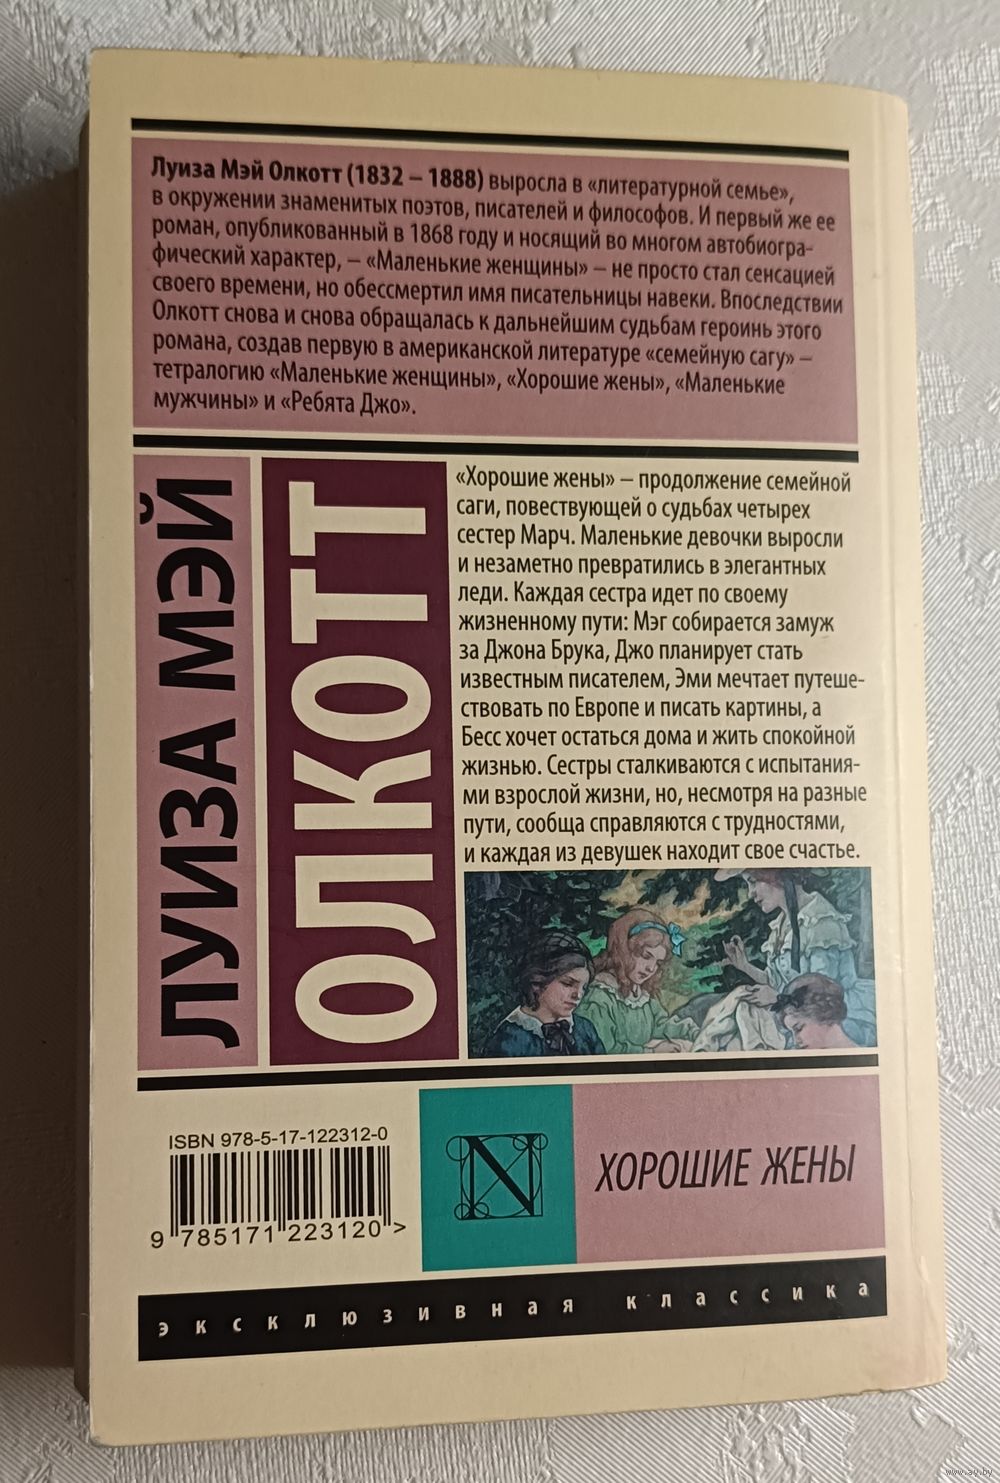 Луиза Мэй Олкотт (1832 – 1888) выросла в «литературной семье»,
в окружении знаменитых поэтов, писателей и философов. И первый же ее
роман, опубликованный в 1868 году и носящий во многом автобиогра-
фический характер, – «Маленькие женщины» – не просто стал сенсацией
своего времени, но обессмертил имя писательницы навеки. Впоследствии
Олкотт снова и снова обращалась к дальнейшим судьбам героинь этого
романа, создав первую в американской литературе «семейную сагу» –
тетралогию «Маленькие женщины», «Хорошие жены», «Маленькие
мужчины» и «Ребята Джо».
ЛУИЗА МЭЙ
ОЛКОТТ
«Хорошие жены» – продолжение семейной
саги, повествующей о судьбах четырех
сестер Марч. Маленькие девочки выросли
и незаметно превратились в элегантных
леди. Каждая сестра идет по своему
жизненному пути: Мэг собирается замуж
за Джона Брука, Джо планирует стать
известным писателем, Эми мечтает путеше-
ствовать по Европе и писать картины, а
Бесс хочет остаться дома и жить спокойной
жизнью. Сестры сталкиваются с испытания-
ми взрослой жизни, но, несмотря на разные
пути, сообща справляются с трудностями,
и каждая из девушек находит свое счастье.
ISBN 978-5-17-122312-0
9 785171 223120 >
N
ХОРОШИЕ ЖЕНЫ
эксклюзивная классика
www.ay.by